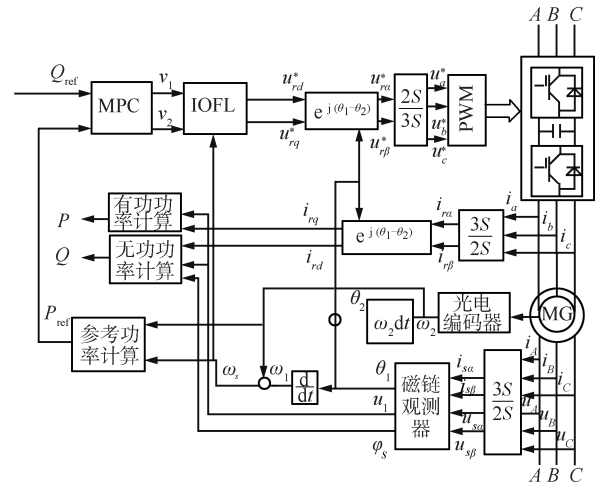 A B C
Q_ref
MPC
v_1
v_2
IOFL
u*_rd
u*_rq
e^{j(θ_1-θ_2)}
u*_rα
u*_rβ
2S
3S
u*_a
u*_b
u*_c
PWM
P
有功功
率计算
Q
无功功
率计算
i_rq
i_rd
e^{j(θ_1-θ_2)}
i_rα
i_rβ
3S
2S
i_a
i_b
i_c
P_ref
参考功
率计算
θ_2
ω_2dt
ω_2
光电
编码器
MG
ω_s
ω_1
d
dt
θ_1
u_1
φ_s
磁链
观测
器
i_sα
i_sβ
u_sα
u_sβ
3S
2S
i_A
i_B
i_C
u_A
u_B
u_C
A B C